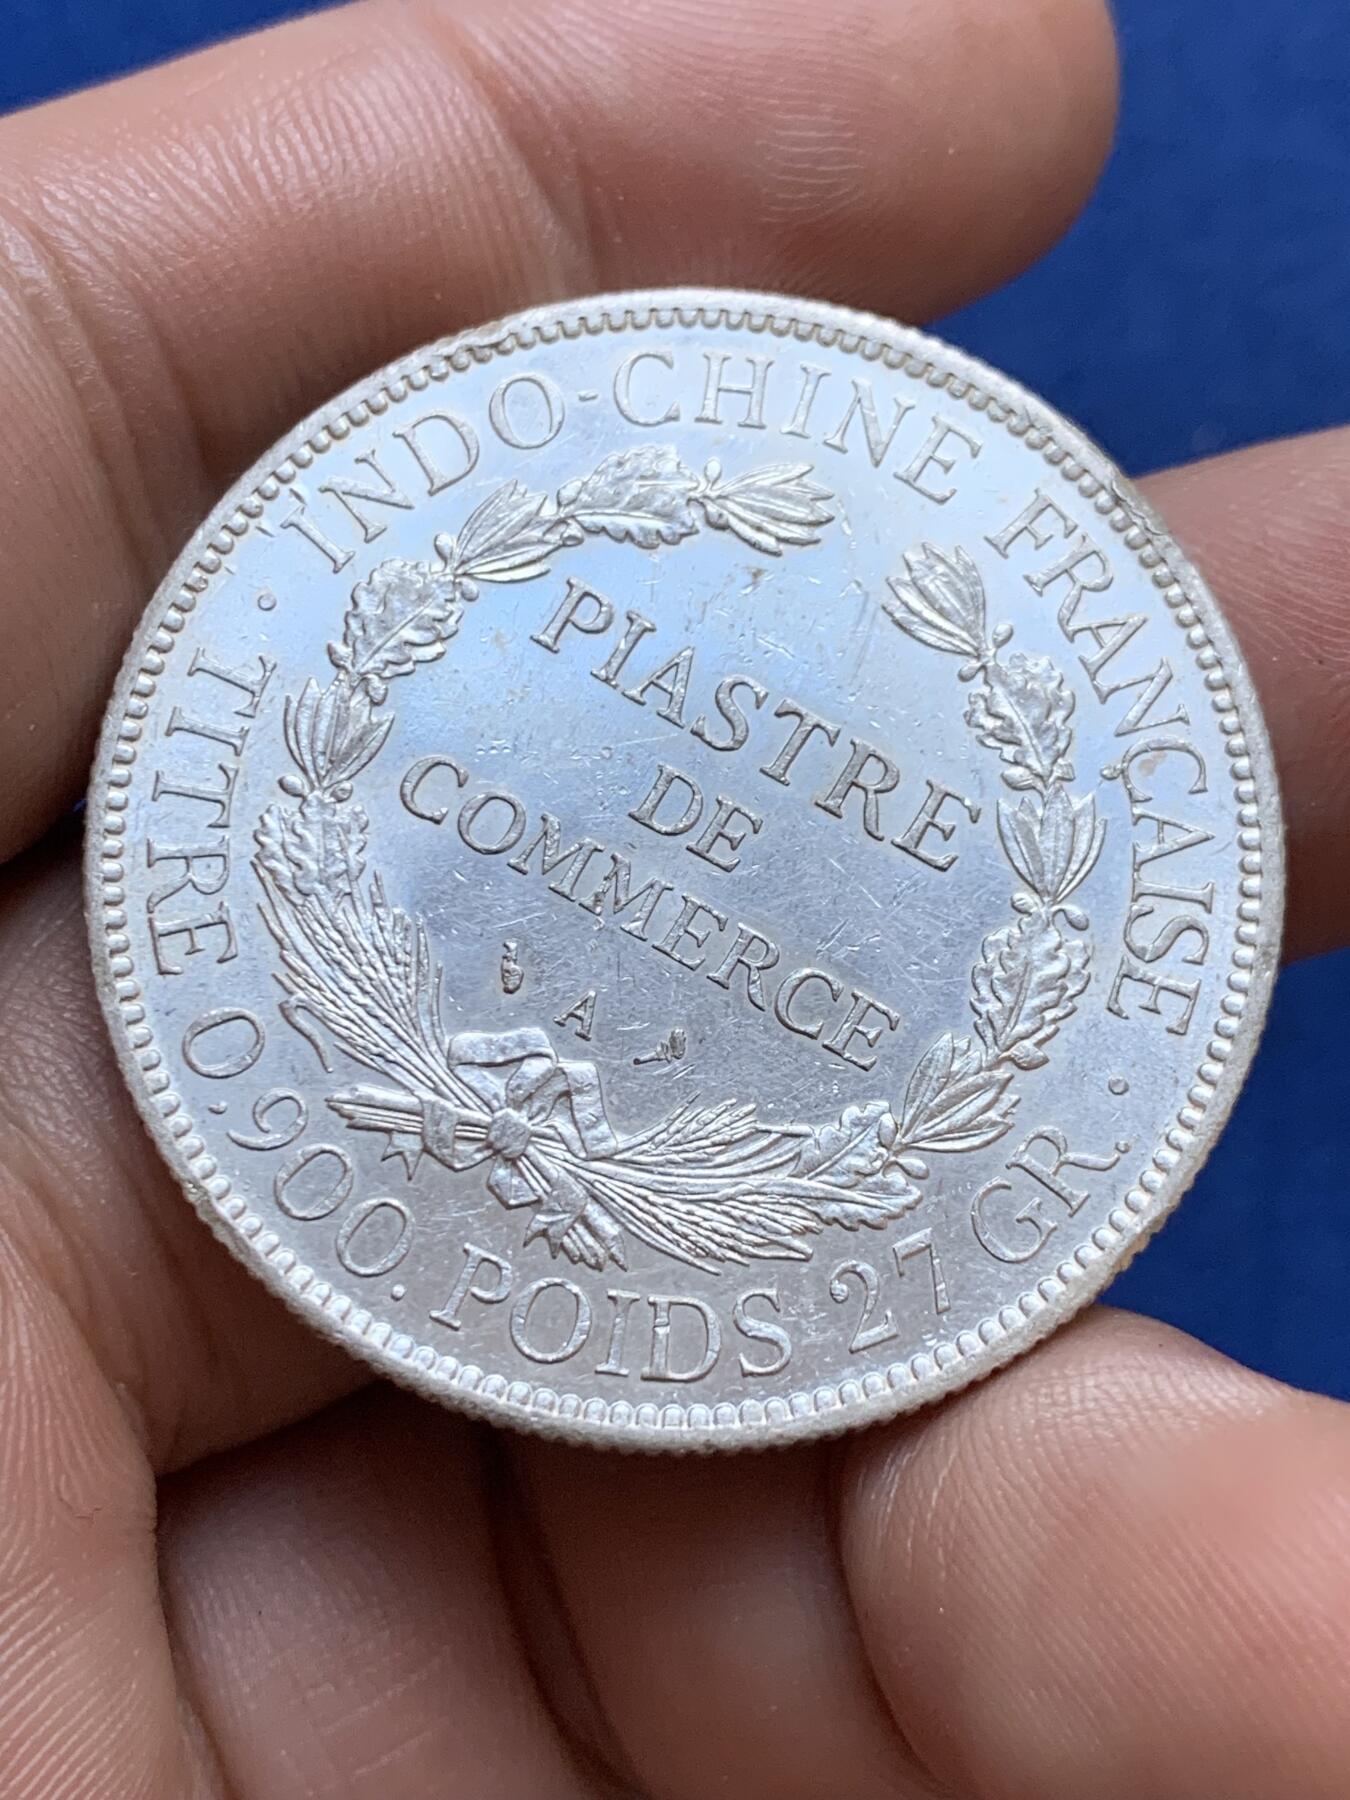 INDO-CHINE FRANÇAISE
· TITRE 0,900. POIDS 27 GR. ·
PIASTRE
DE
COMMERCE
A